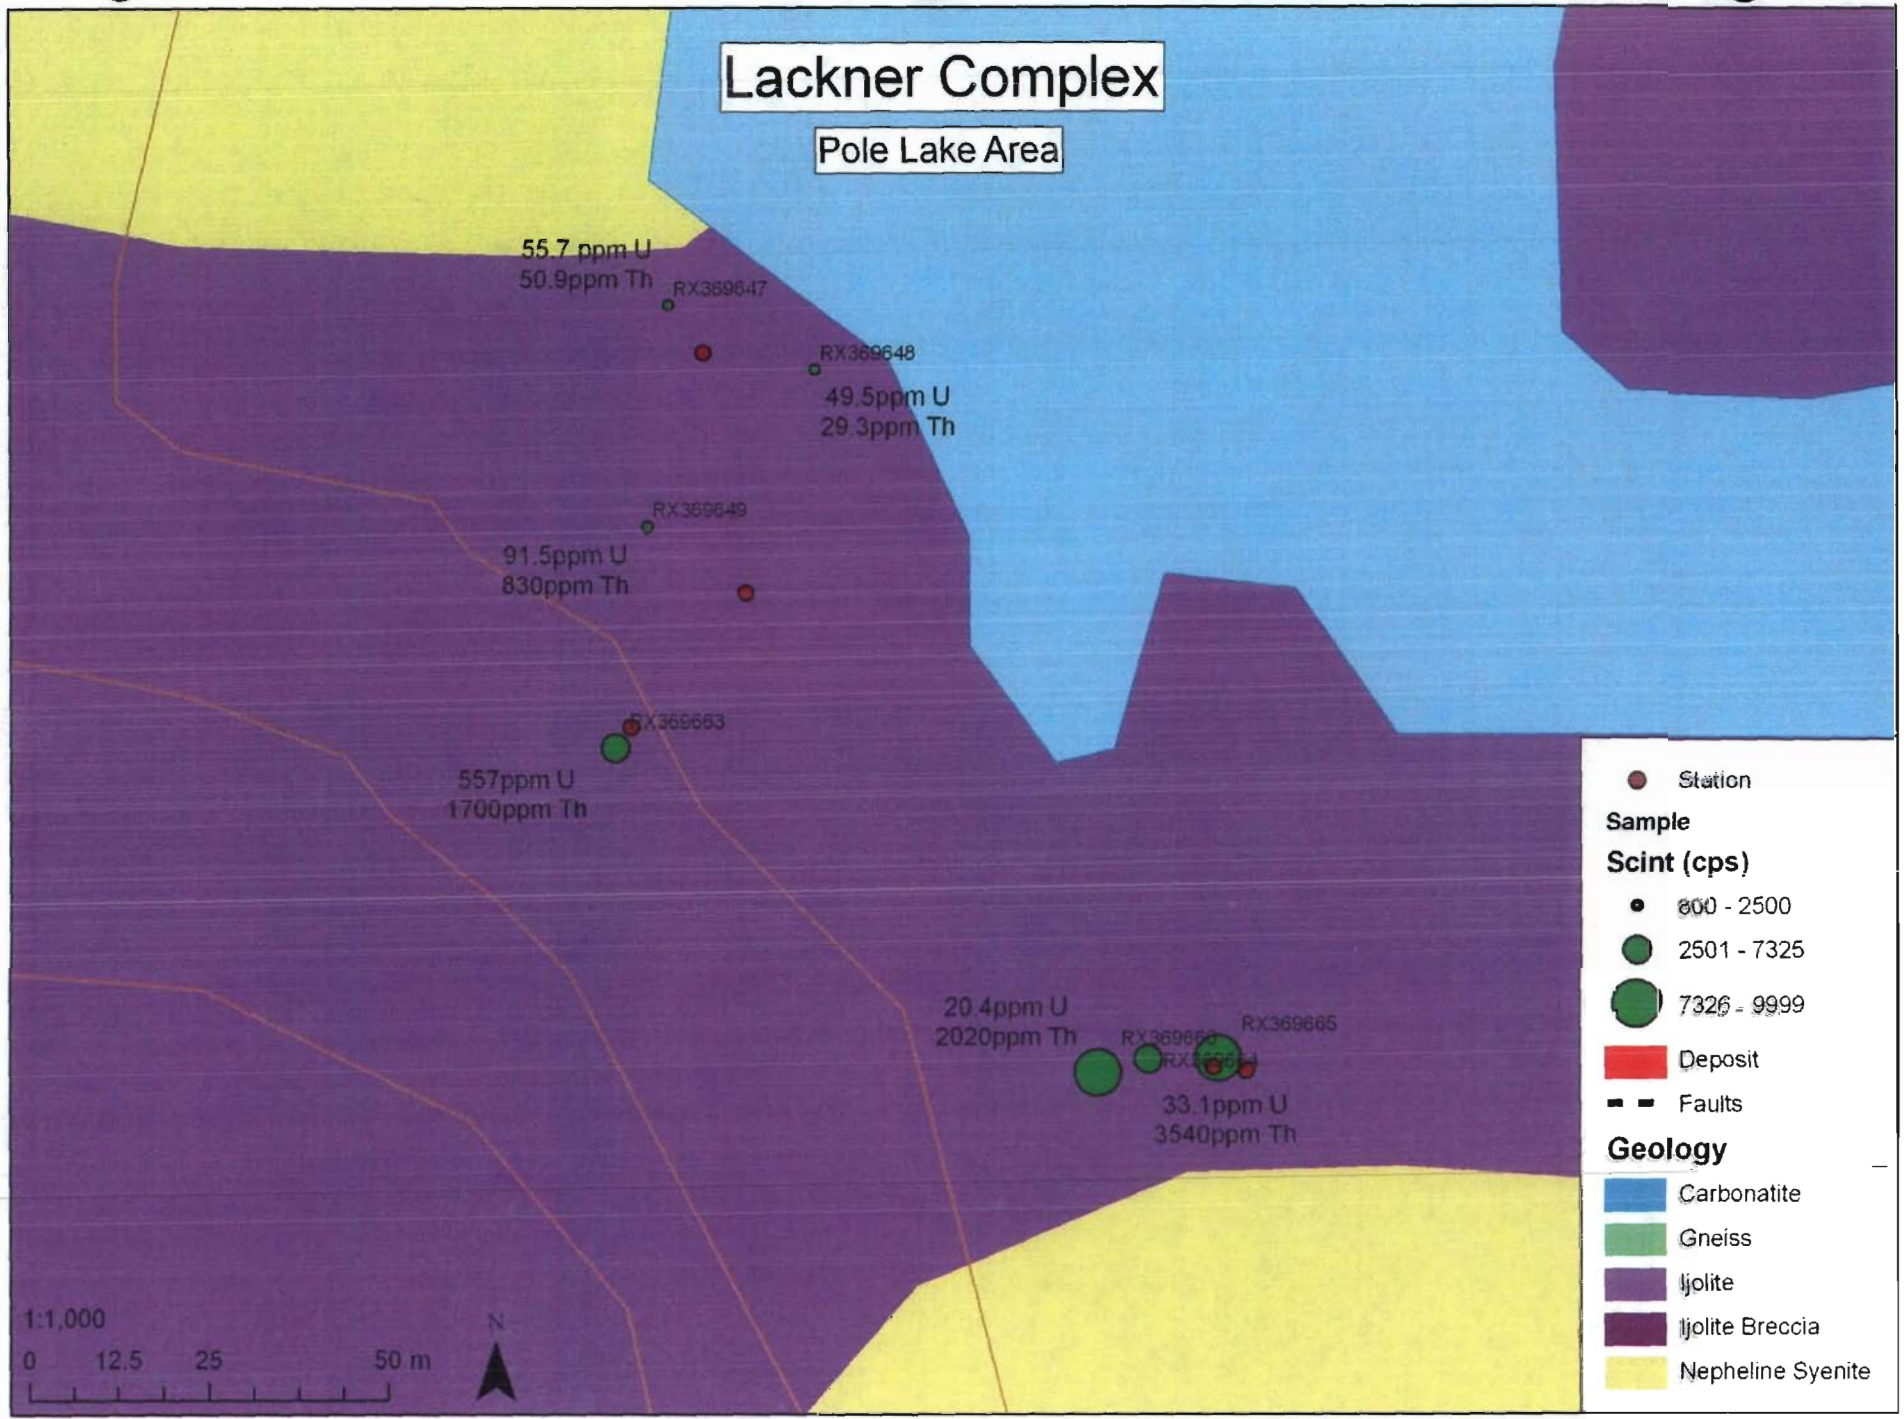 Lackner Complex
Pole Lake Area
55.7 ppm U
50.9ppm Th
RX369647
RX369648
49.5ppm U
29.3ppm Th
RX369649
91.5ppm U
830ppm Th
RX369663
557ppm U
1700ppm Th
20.4ppm U
2020ppm Th
RX369665
33.1ppm U
3540ppm Th
Station
Sample
Scint (cps)
800 - 2500
2501 - 7325
7326 - 9999
Deposit
Faults
Geology
Carbonatite
Gneiss
Ijolite
Ijolite Breccia
Nepheline Syenite
1:1,000
0 12.5 25 50 m
N